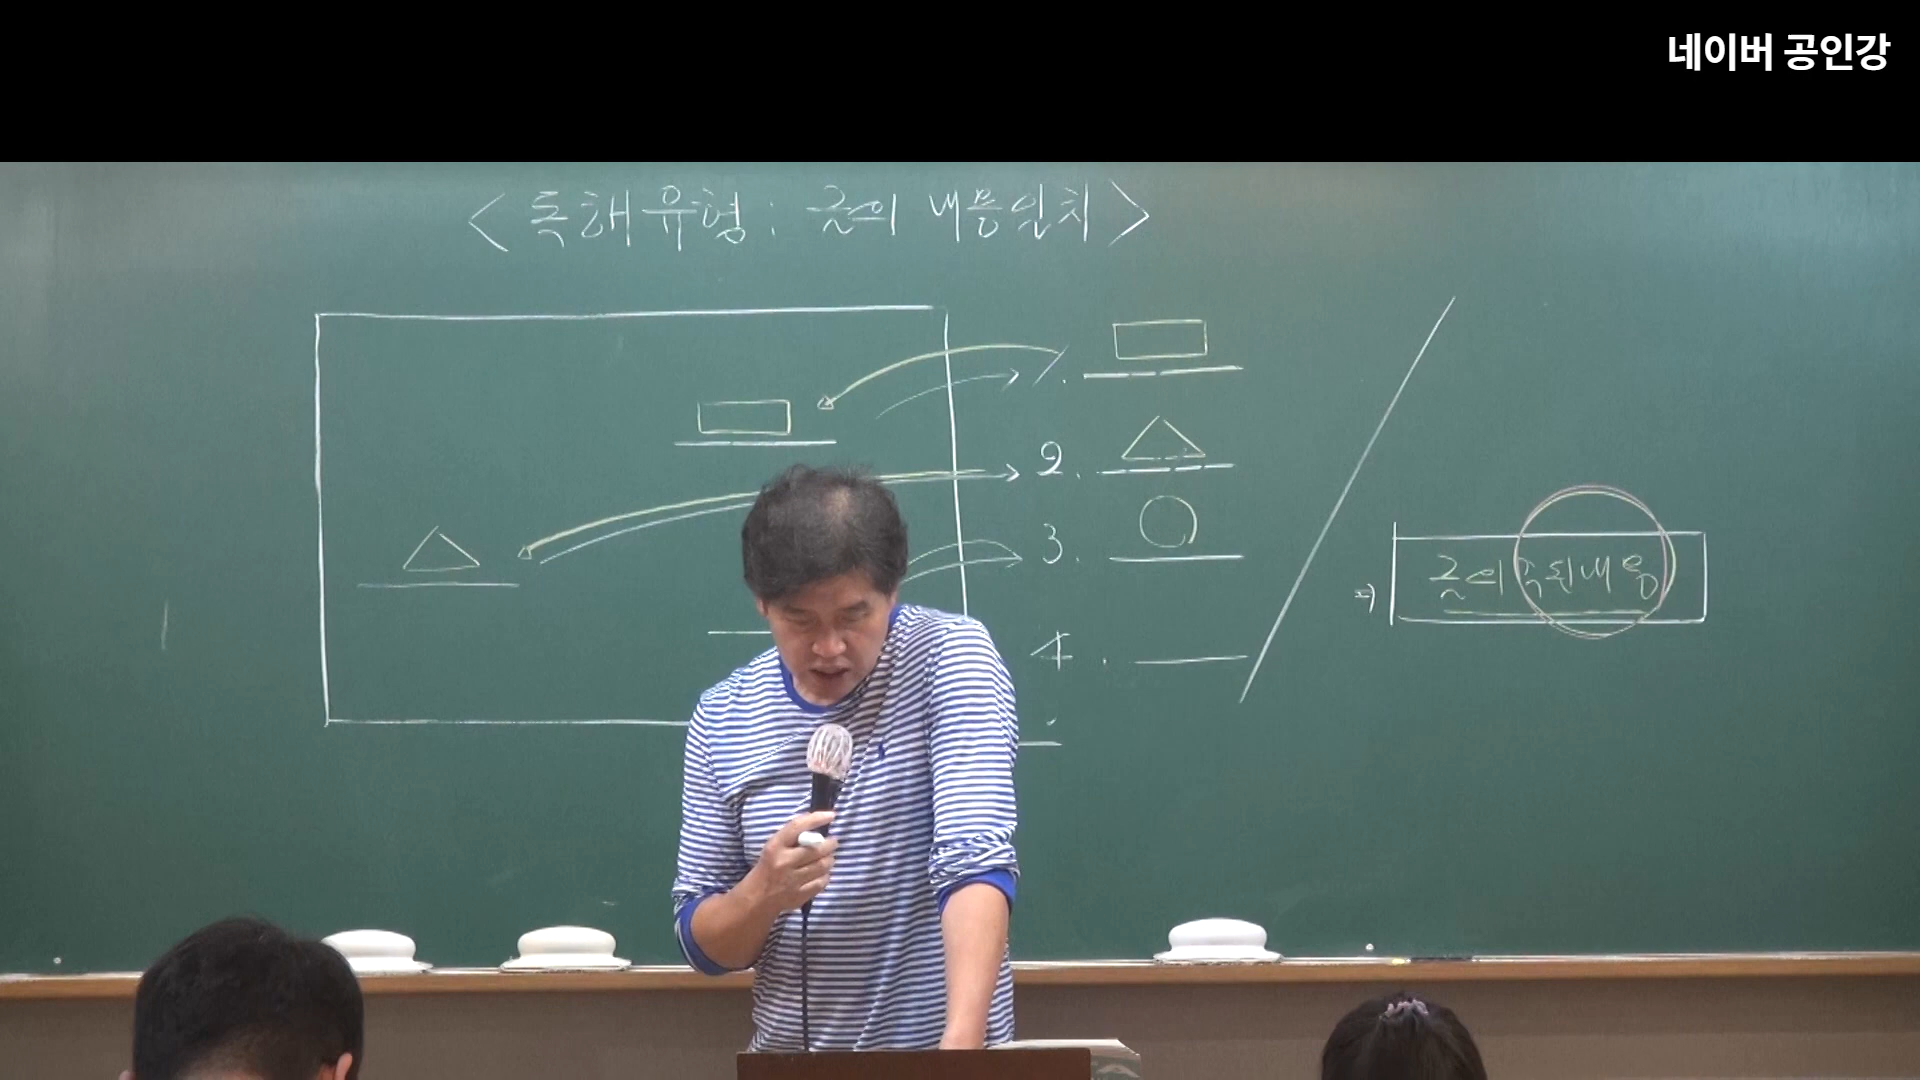 네이버 공인강
<독해유형: 글의 내용일치>
1.
2.
3.
4.
⇒ 글의 주된내용